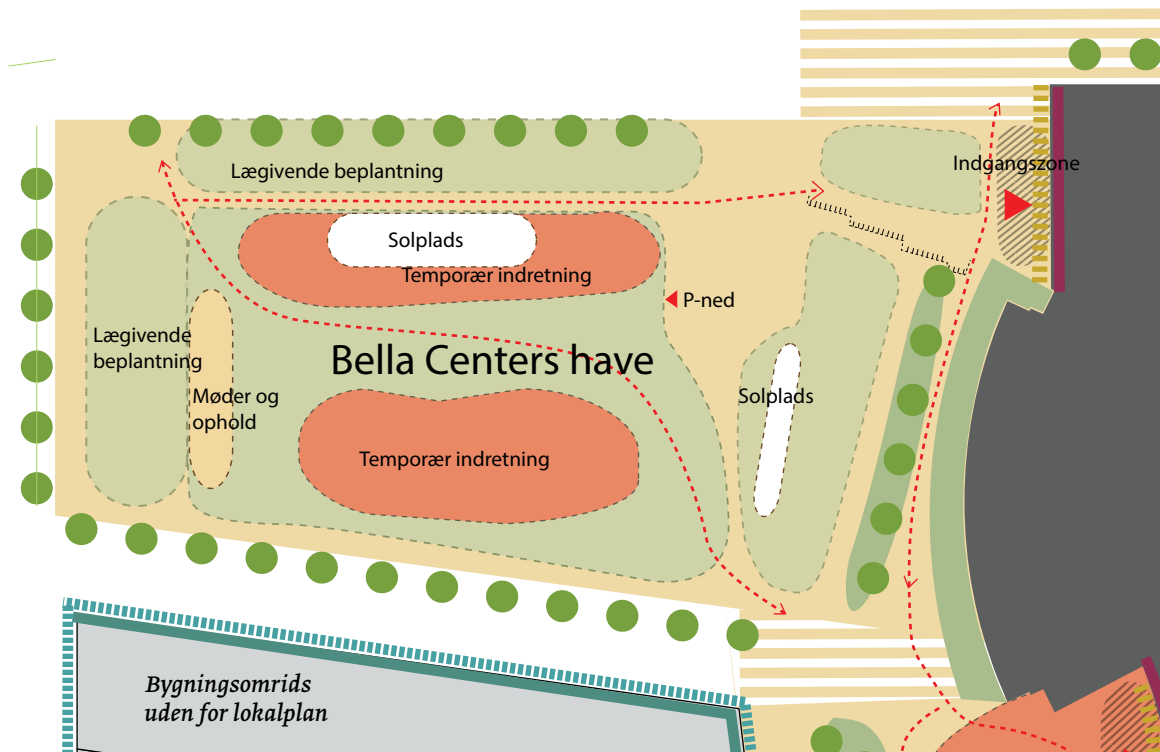 Lægivende beplantning
Indgangszone
Solplads
Temporær indretning
P-ned
Lægivende
beplantning
Bella Centers have
Møder og
ophold
Solplads
Temporær indretning
Bygningsomrids
uden for lokalplan